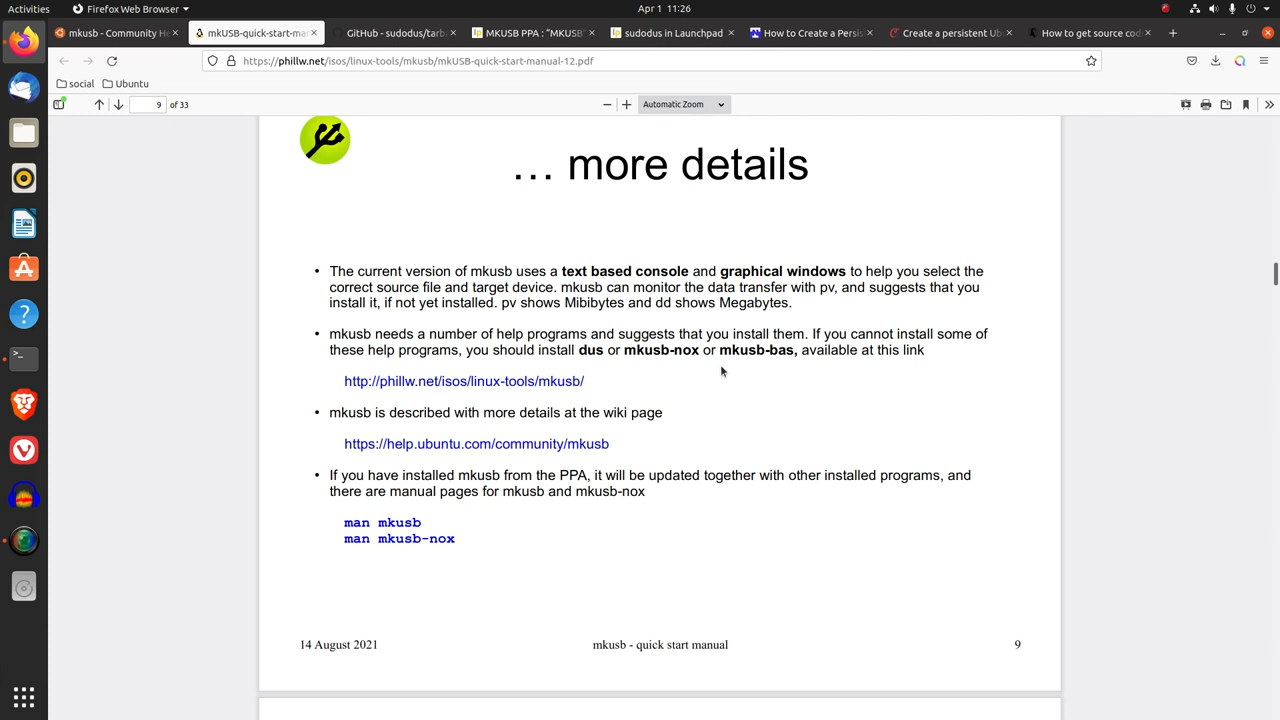 Activities
Firefox Web Browser
Apr 1 11:26
mkusb - Community He
mkUSB-quick-start-man
GitHub - sudodus/tarba
MKUSB PPA : "MKUSB"
sudodus in Launchpad
How to Create a Persis
Create a persistent Ubu
How to get source cod
https://phillw.net/isos/linux-tools/mkusb/mkUSB-quick-start-manual-12.pdf
social
Ubuntu
9
of 33
Automatic Zoom
… more details
• The current version of mkusb uses a text based console and graphical windows to help you select the
correct source file and target device. mkusb can monitor the data transfer with pv, and suggests that you
install it, if not yet installed. pv shows Mibibytes and dd shows Megabytes.
• mkusb needs a number of help programs and suggests that you install them. If you cannot install some of
these help programs, you should install dus or mkusb-nox or mkusb-bas, available at this link
http://phillw.net/isos/linux-tools/mkusb/
• mkusb is described with more details at the wiki page
https://help.ubuntu.com/community/mkusb
• If you have installed mkusb from the PPA, it will be updated together with other installed programs, and
there are manual pages for mkusb and mkusb-nox
man mkusb
man mkusb-nox
14 August 2021
mkusb - quick start manual
9